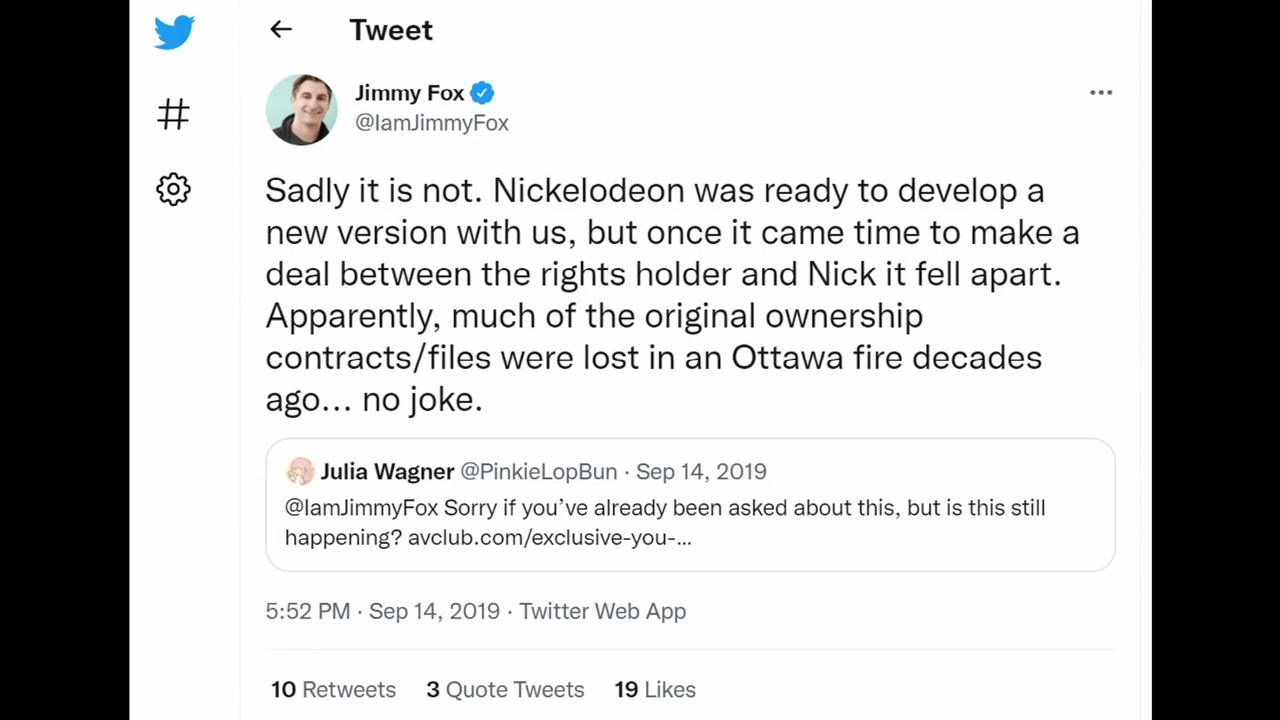 Tweet
Jimmy Fox
@IamJimmyFox
Sadly it is not. Nickelodeon was ready to develop a
new version with us, but once it came time to make a
deal between the rights holder and Nick it fell apart.
Apparently, much of the original ownership
contracts/files were lost in an Ottawa fire decades
ago... no joke.
Julia Wagner @PinkieLopBun · Sep 14, 2019
@IamJimmyFox Sorry if you’ve already been asked about this, but is this still
happening? avclub.com/exclusive-you-...
5:52 PM · Sep 14, 2019 · Twitter Web App
10 Retweets 3 Quote Tweets 19 Likes